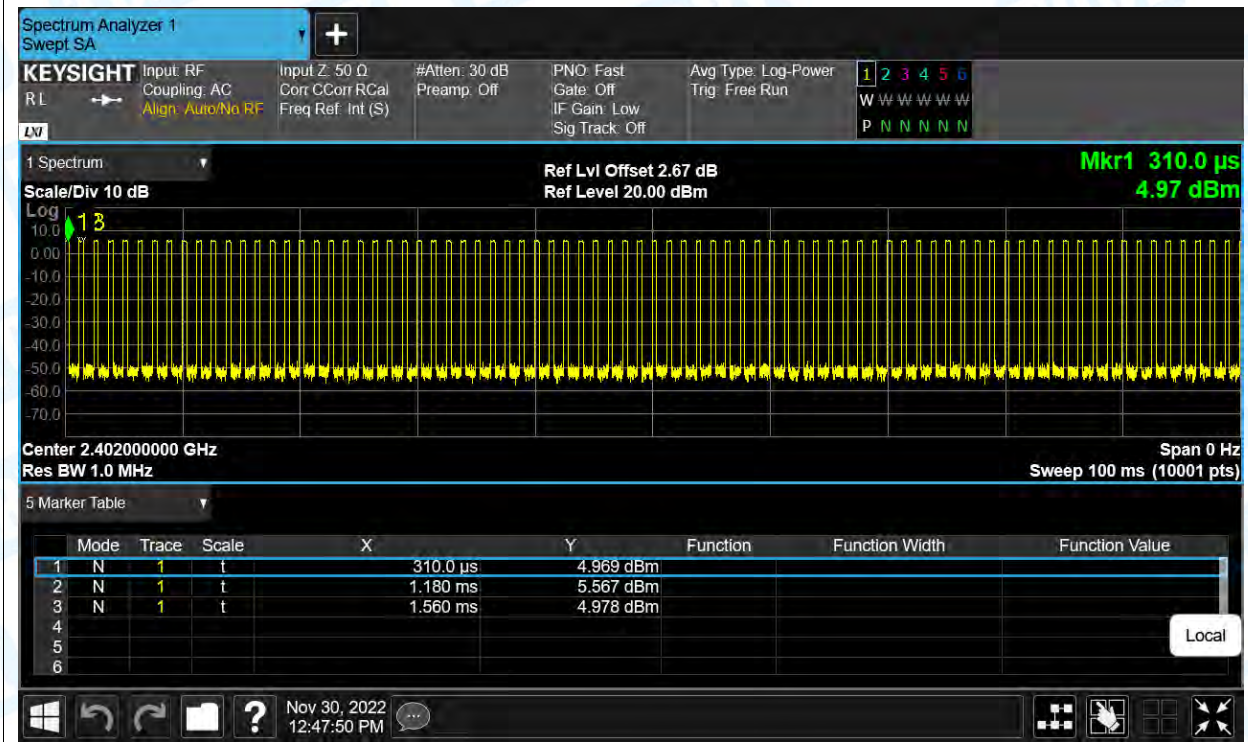 Spectrum Analyzer 1
Swept SA
+
KEYSIGHT Input: RF Input Z: 50 Ω #Atten: 30 dB PNO: Fast Avg Type: Log-Power 1 2 3 4 5 6
R L Coupling: AC Corr CCorr RCal Preamp: Off Gate: Off Trig: Free Run W W W W W W
Align: Auto/No RF Freq Ref: Int (S) IF Gain: Low
LXI Sig Track: Off P N N N N N
1 Spectrum Ref Lvl Offset 2.67 dB Mkr1 310.0 µs
Scale/Div 10 dB Ref Level 20.00 dBm 4.97 dBm
Log
10.0
0.00
-10.0
-20.0
-30.0
-40.0
-50.0
-60.0
-70.0
Center 2.402000000 GHz Span 0 Hz
Res BW 1.0 MHz Sweep 100 ms (10001 pts)
5 Marker Table
Mode Trace Scale X Y Function Function Width Function Value
1 N 1 t 310.0 µs 4.969 dBm
2 N 1 t 1.180 ms 5.567 dBm
3 N 1 t 1.560 ms 4.978 dBm
4
5 Local
6
? Nov 30, 2022
12:47:50 PM